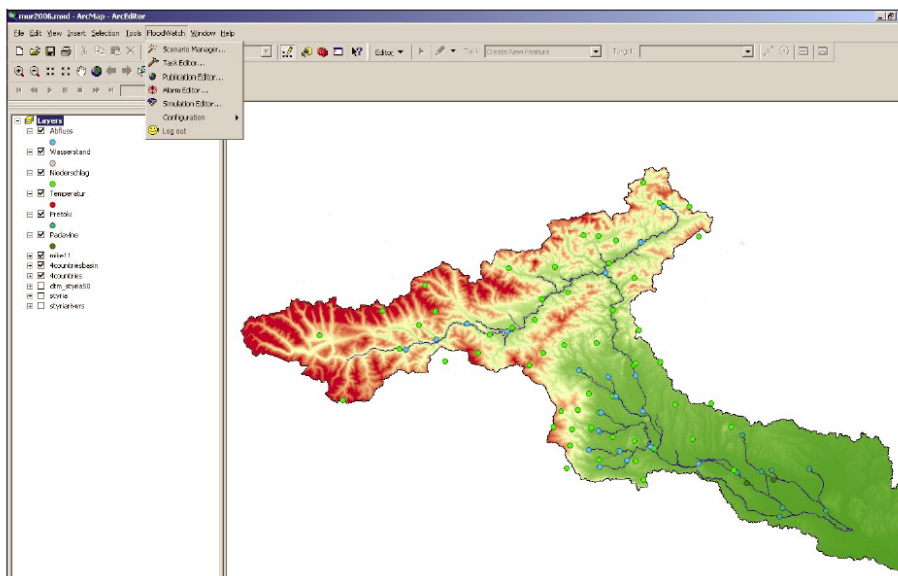 mur2006.mxd - ArcMap - ArcEditor
File Edit View Insert Selection Tools FloodWatch Window Help
Scenario Manager...
Task Editor...
Publication Editor...
Alarm Editor...
Simulation Editor...
Configuration
Log out
Editor Task: Create New Feature Target:
Layers
Abfluss
Wasserstand
Niederschlag
Temperatur
Pretoki
Padavine
mike11
4countriesbasin
4countries
dtm_styria50
styria
styriarivers